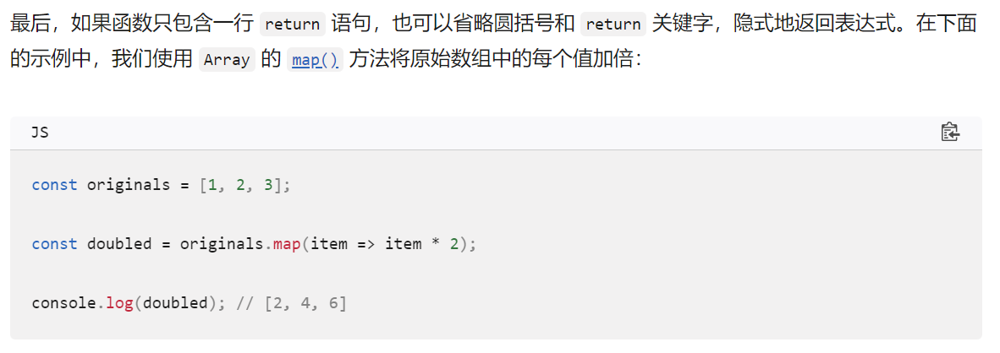 最后，如果函数只包含一行 return 语句，也可以省略圆括号和 return 关键字，隐式地返回表达式。在下面
的示例中，我们使用 Array 的 map() 方法将原始数组中的每个值加倍：
JS
const originals = [1, 2, 3];
const doubled = originals.map(item => item * 2);
console.log(doubled); // [2, 4, 6]